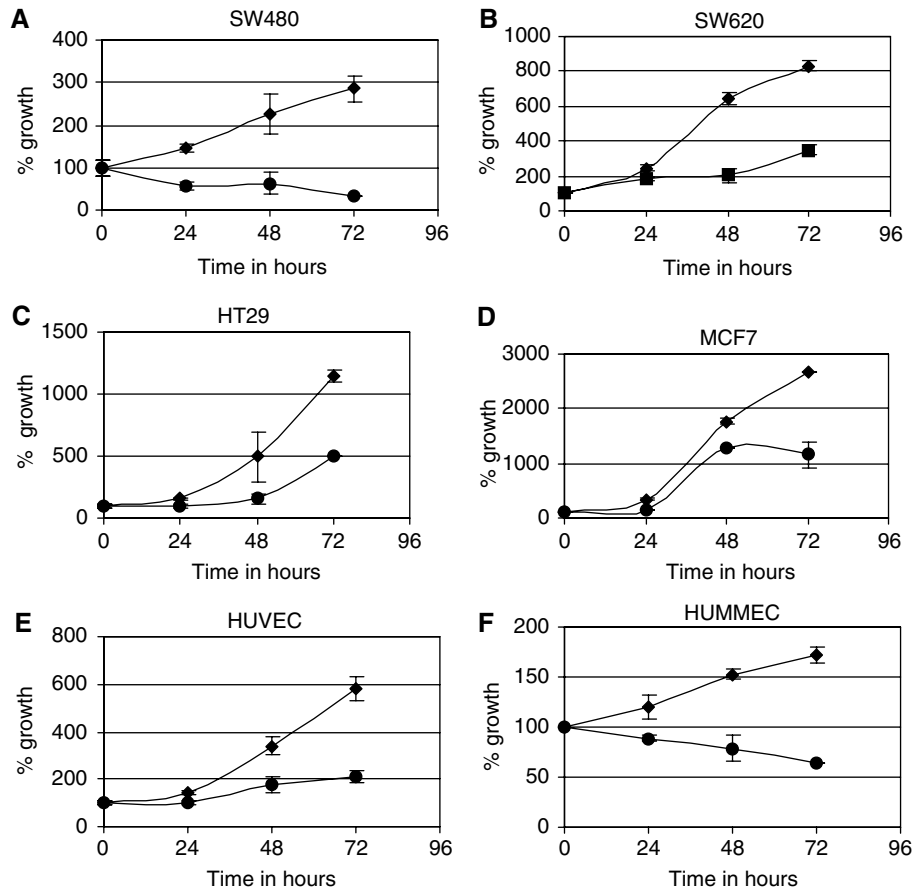 A
SW480
400
300
200
100
0
% growth
0 24 48 72 96
Time in hours
B
SW620
1000
800
600
400
200
0
% growth
0 24 48 72 96
Time in hours
C
HT29
1500
1000
500
0
% growth
0 24 48 72 96
Time in hours
D
MCF7
3000
2000
1000
0
% growth
0 24 48 72 96
Time in hours
E
HUVEC
800
600
400
200
0
% growth
0 24 48 72 96
Time in hours
F
HUMMEC
200
150
100
50
0
% growth
0 24 48 72 96
Time in hours